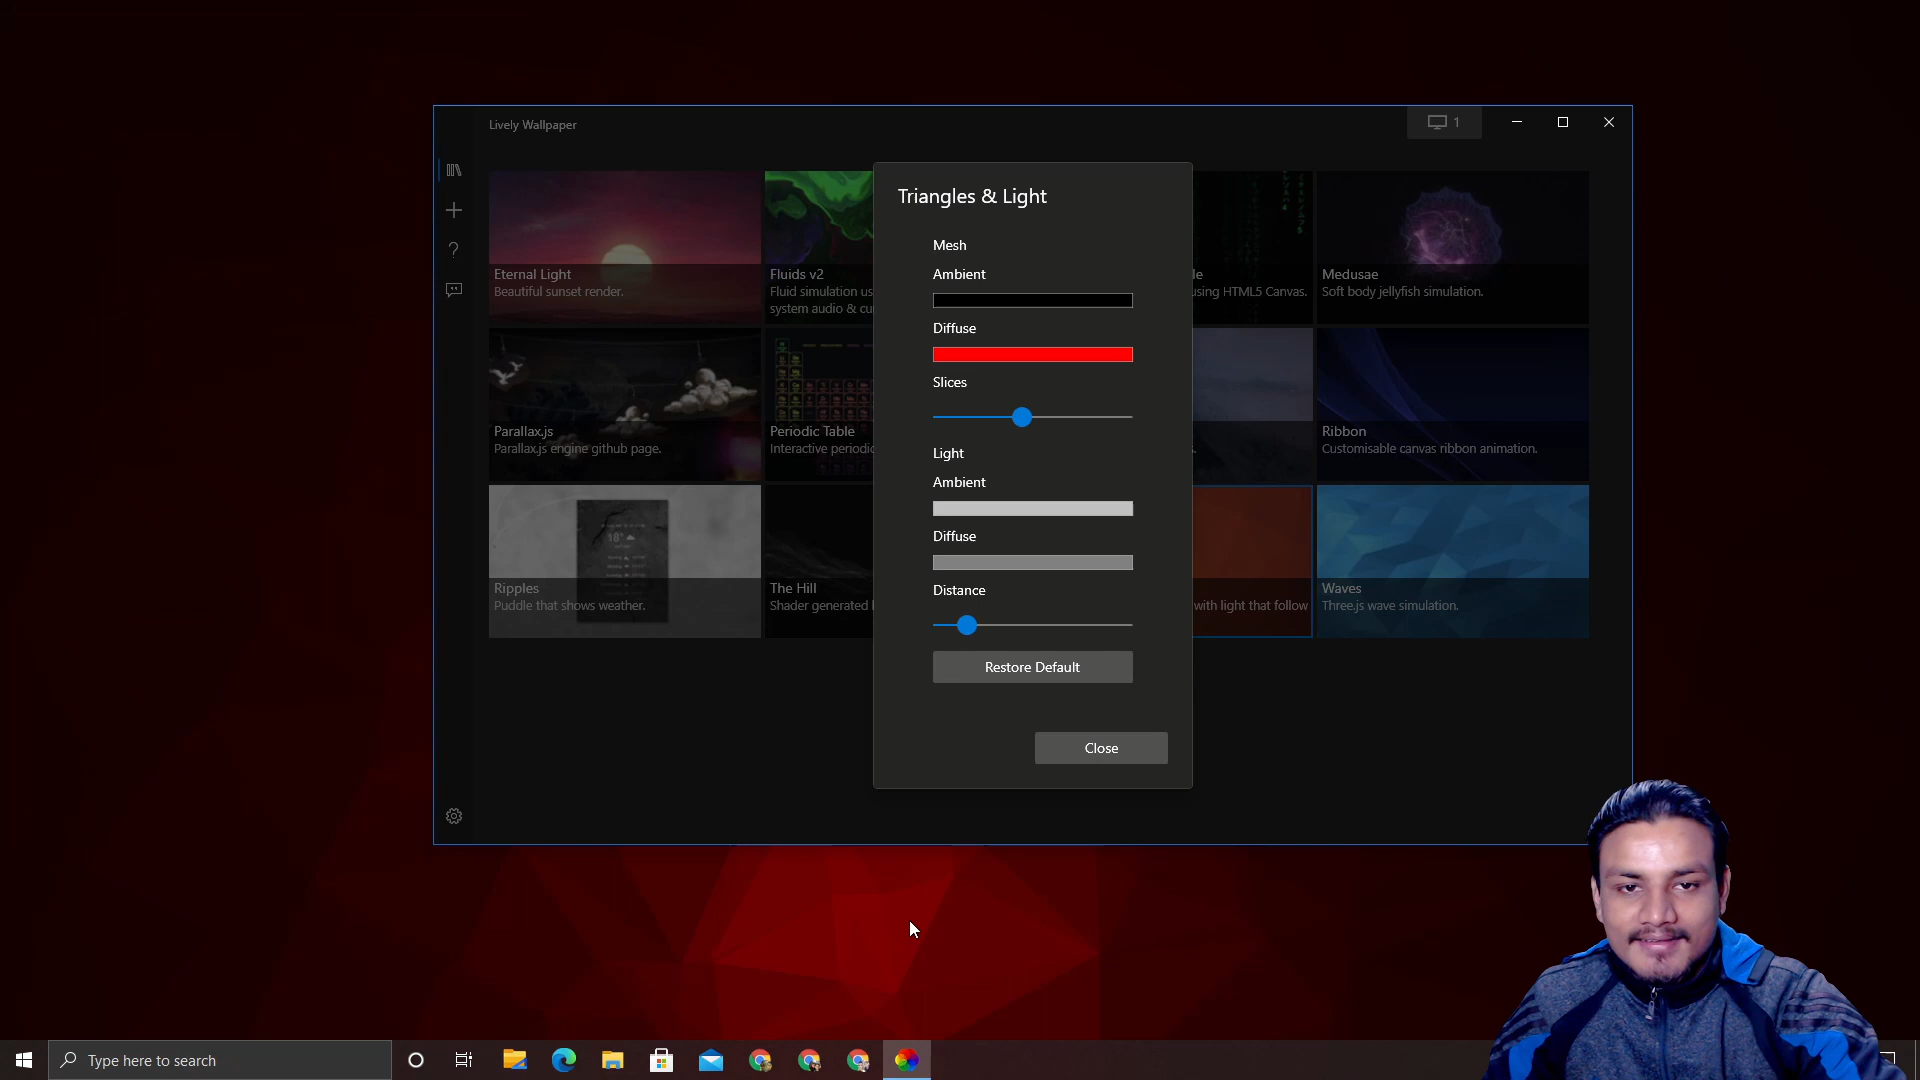 Lively Wallpaper
1
Triangles & Light
Mesh
Ambient
Diffuse
Slices
Light
Ambient
Diffuse
Distance
Restore Default
Close
Eternal Light
Beautiful sunset render.
Fluids v2
Fluid simulation us
system audio & cu
le
using HTML5 Canvas.
Medusae
Soft body jellyfish simulation.
Parallax.js
Parallax.js engine github page.
Periodic Table
Interactive periodic
Ribbon
Customisable canvas ribbon animation.
Ripples
Puddle that shows weather.
18°
The Hill
Shader generated
with light that follow
Waves
Three.js wave simulation.
Type here to search